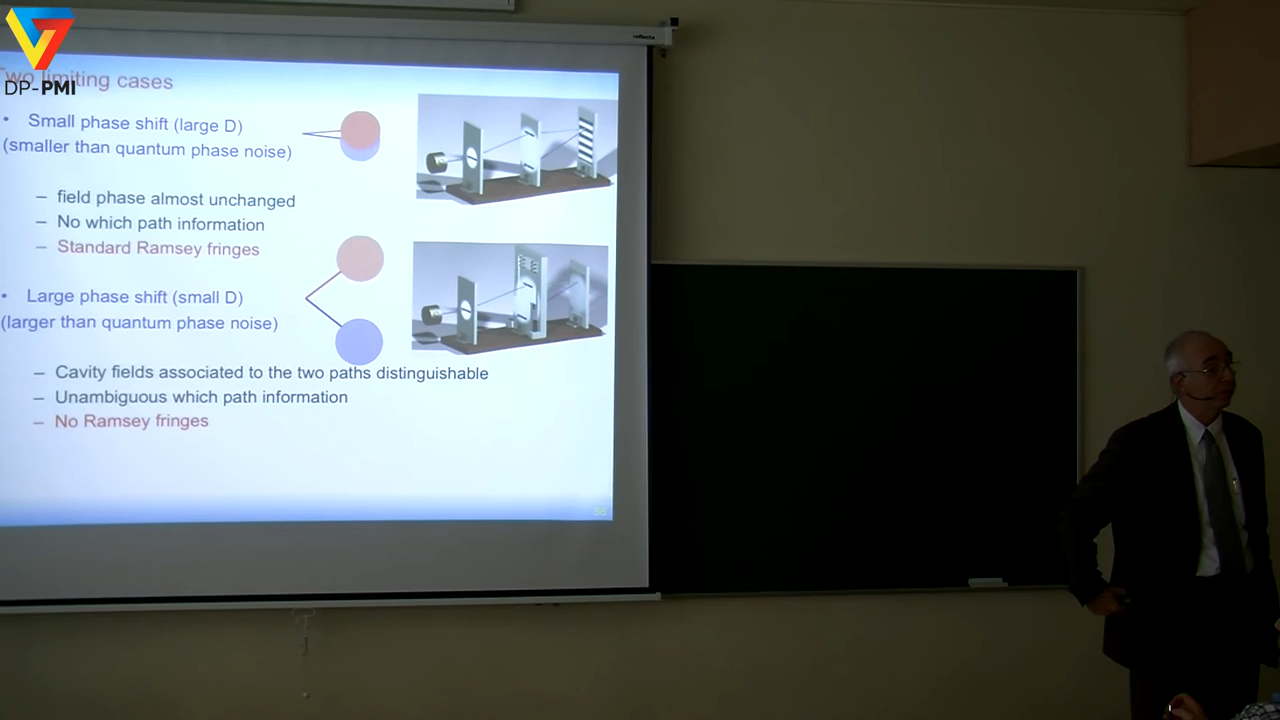 Two limiting cases
DP-PMI
• Small phase shift (large D)
(smaller than quantum phase noise)
– field phase almost unchanged
– No which path information
– Standard Ramsey fringes
• Large phase shift (small D)
(larger than quantum phase noise)
– Cavity fields associated to the two paths distinguishable
– Unambiguous which path information
– No Ramsey fringes
reflecta